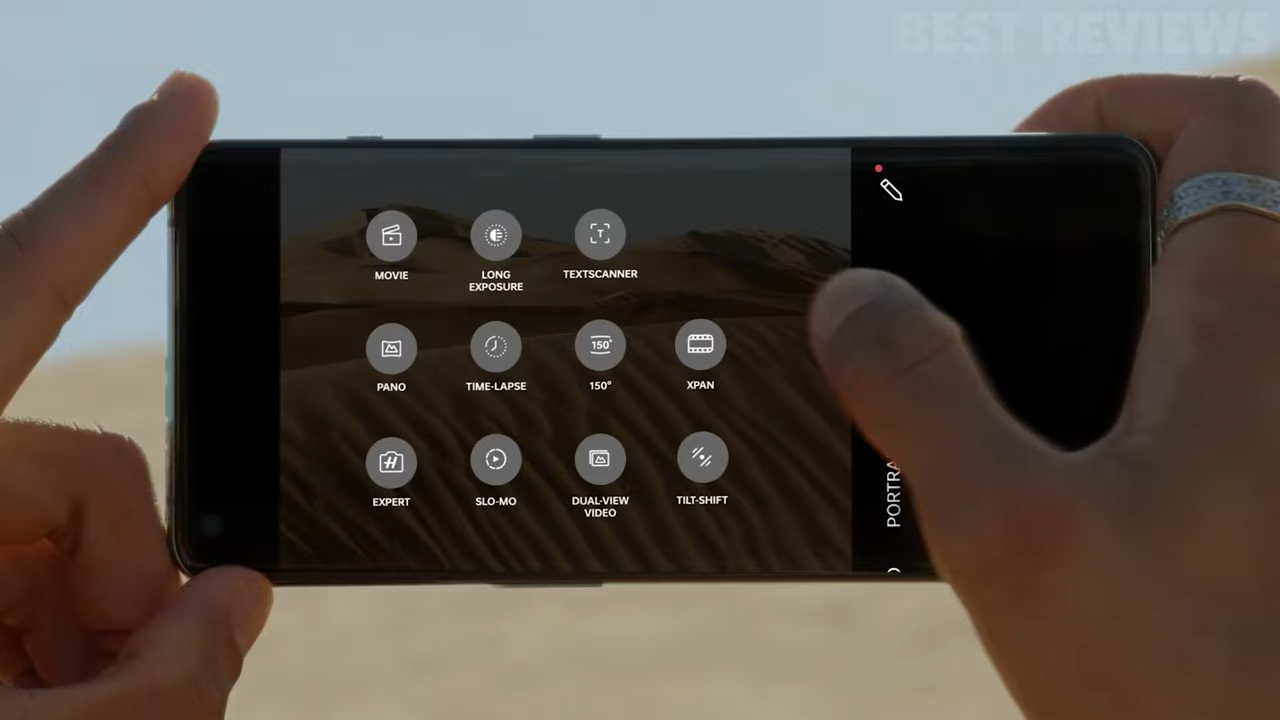 BEST REVIEWS
MOVIE
LONG
EXPOSURE
TEXTSCANNER
T
PANO
TIME-LAPSE
150°
150°
XPAN
EXPERT
H
SLO-MO
DUAL-VIEW
VIDEO
TILT-SHIFT
PORTRA